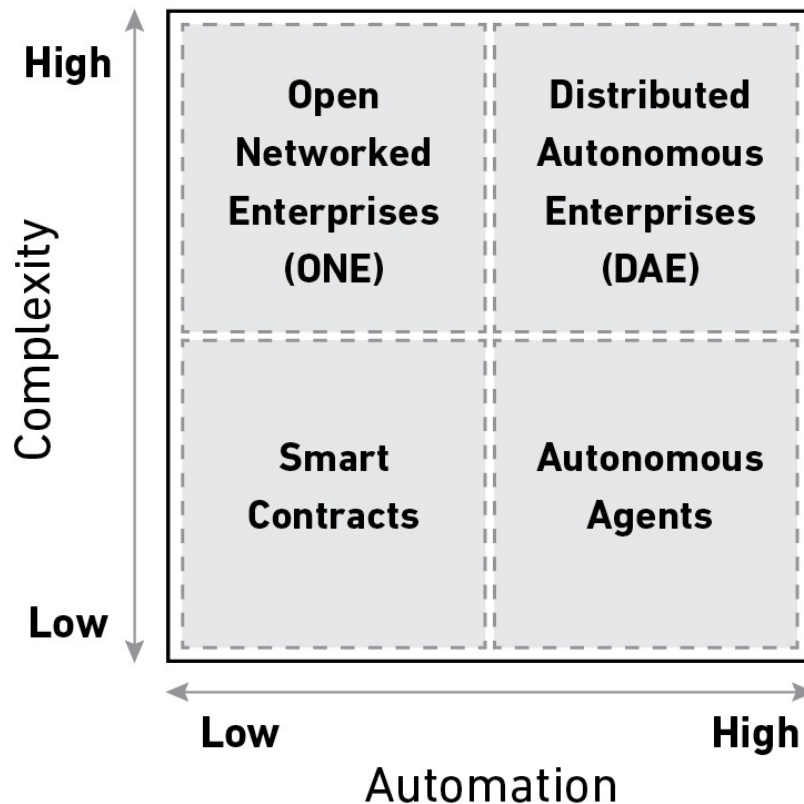 High
Open
Networked
Enterprises
(ONE)
Distributed
Autonomous
Enterprises
(DAE)
Complexity
Smart
Contracts
Autonomous
Agents
Low
Low
High
Automation